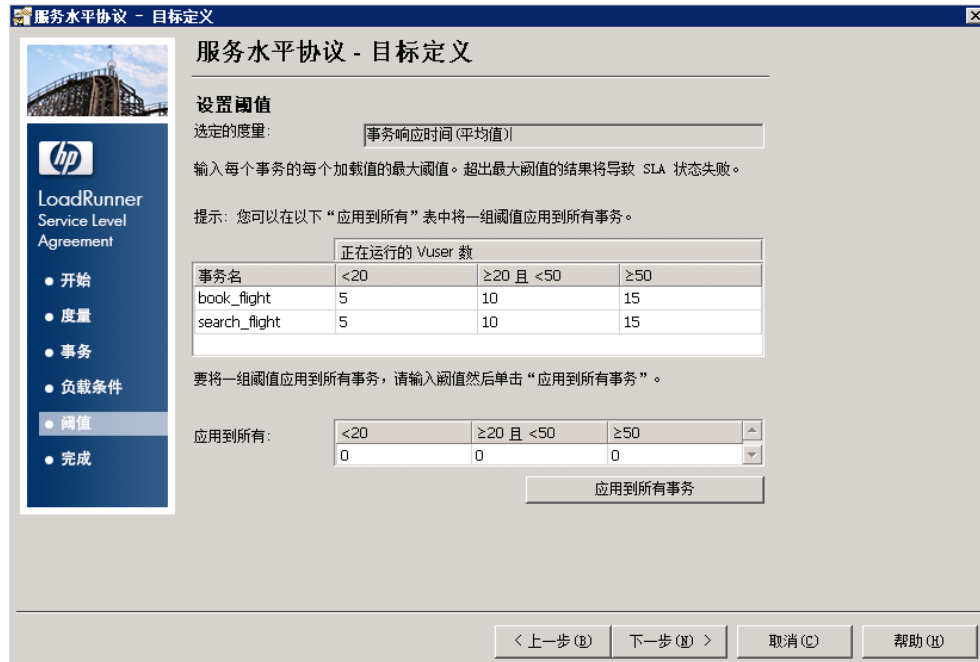 服务水平协议 - 目标定义
服务水平协议 - 目标定义
设置阈值
选定的度量:
事务响应时间(平均值)
输入每个事务的每个加载值的最大阈值。超出最大阈值的结果将导致 SLA 状态失败。
提示: 您可以在以下“应用到所有”表中将一组阈值应用到所有事务。
hp
LoadRunner
Service Level
Agreement
开始
度量
事务
负载条件
阈值
完成
正在运行的 Vuser 数
事务名 <20 ≥20 且 <50 ≥50
book_flight 5 10 15
search_flight 5 10 15
要将一组阈值应用到所有事务，请输入阈值然后单击“应用到所有事务”。
应用到所有:
<20 ≥20 且 <50 ≥50
0 0 0
应用到所有事务
< 上一步(B) 下一步(N) > 取消(C) 帮助(H)